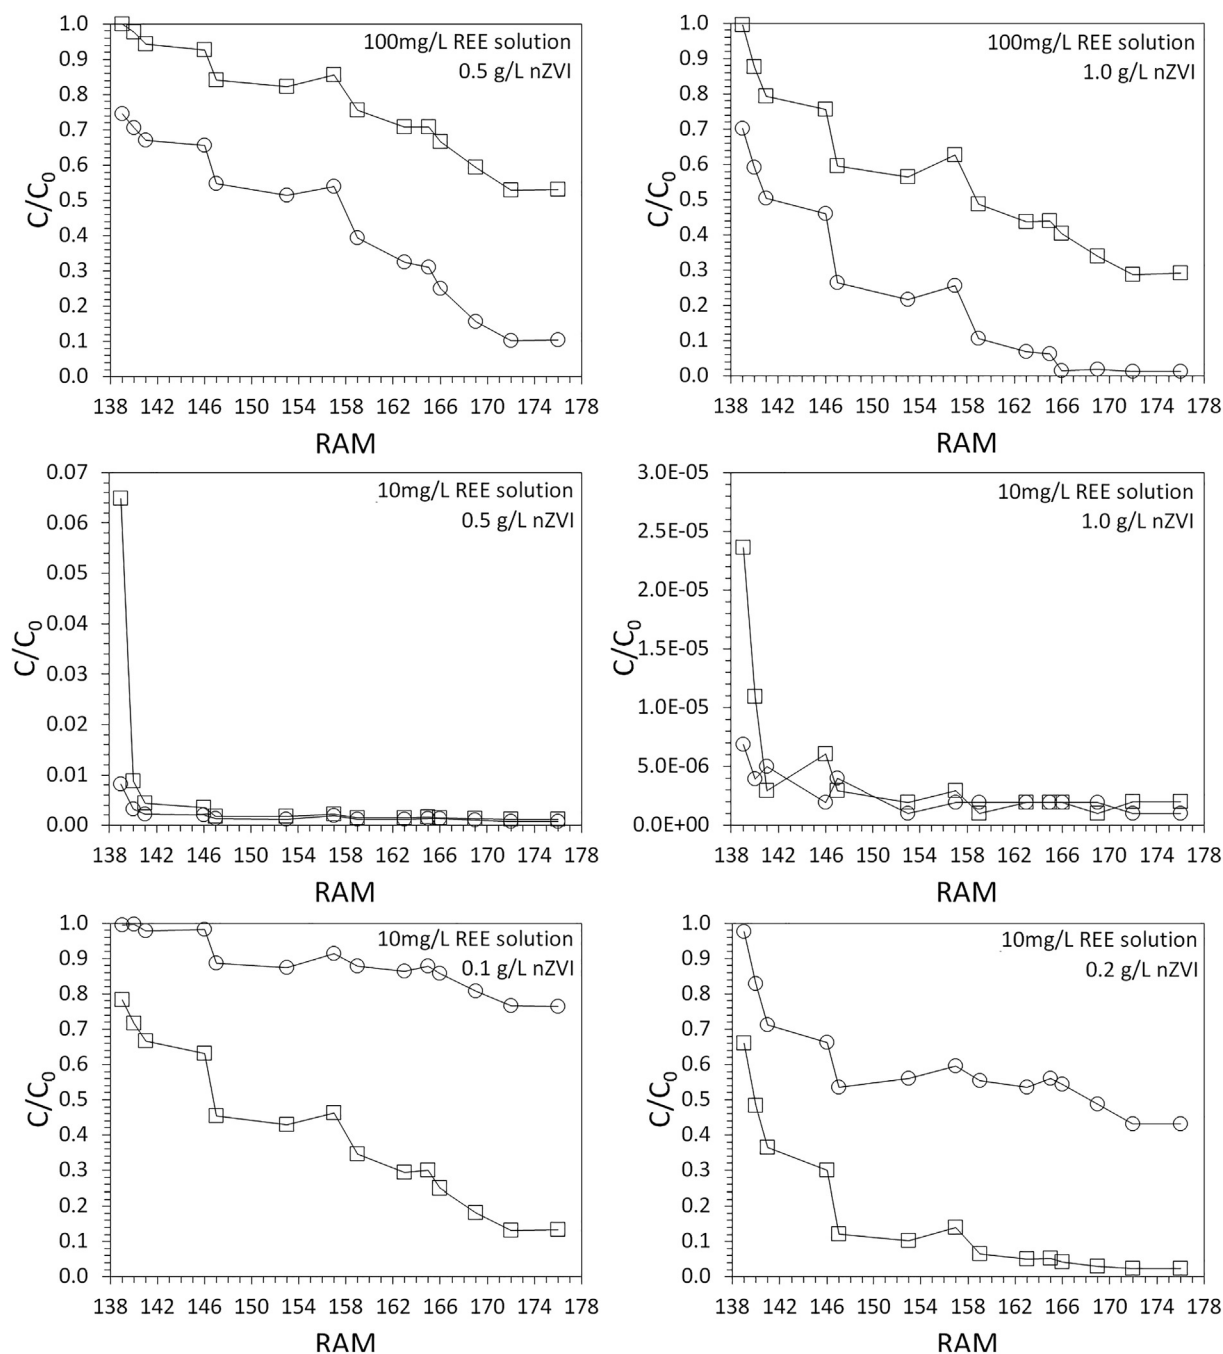 100mg/L REE solution
0.5 g/L nZVI
C/C0
1.0
0.9
0.8
0.7
0.6
0.5
0.4
0.3
0.2
0.1
0.0
138 142 146 150 154 158 162 166 170 174 178
RAM
100mg/L REE solution
1.0 g/L nZVI
C/C0
1.0
0.9
0.8
0.7
0.6
0.5
0.4
0.3
0.2
0.1
0.0
138 142 146 150 154 158 162 166 170 174 178
RAM
10mg/L REE solution
0.5 g/L nZVI
C/C0
0.07
0.06
0.05
0.04
0.03
0.02
0.01
0.00
138 142 146 150 154 158 162 166 170 174 178
RAM
10mg/L REE solution
1.0 g/L nZVI
C/C0
3.0E-05
2.5E-05
2.0E-05
1.5E-05
1.0E-05
5.0E-06
0.0E+00
138 142 146 150 154 158 162 166 170 174 178
RAM
10mg/L REE solution
0.1 g/L nZVI
C/C0
1.0
0.9
0.8
0.7
0.6
0.5
0.4
0.3
0.2
0.1
0.0
138 142 146 150 154 158 162 166 170 174 178
RAM
10mg/L REE solution
0.2 g/L nZVI
C/C0
1.0
0.9
0.8
0.7
0.6
0.5
0.4
0.3
0.2
0.1
0.0
138 142 146 150 154 158 162 166 170 174 178
RAM